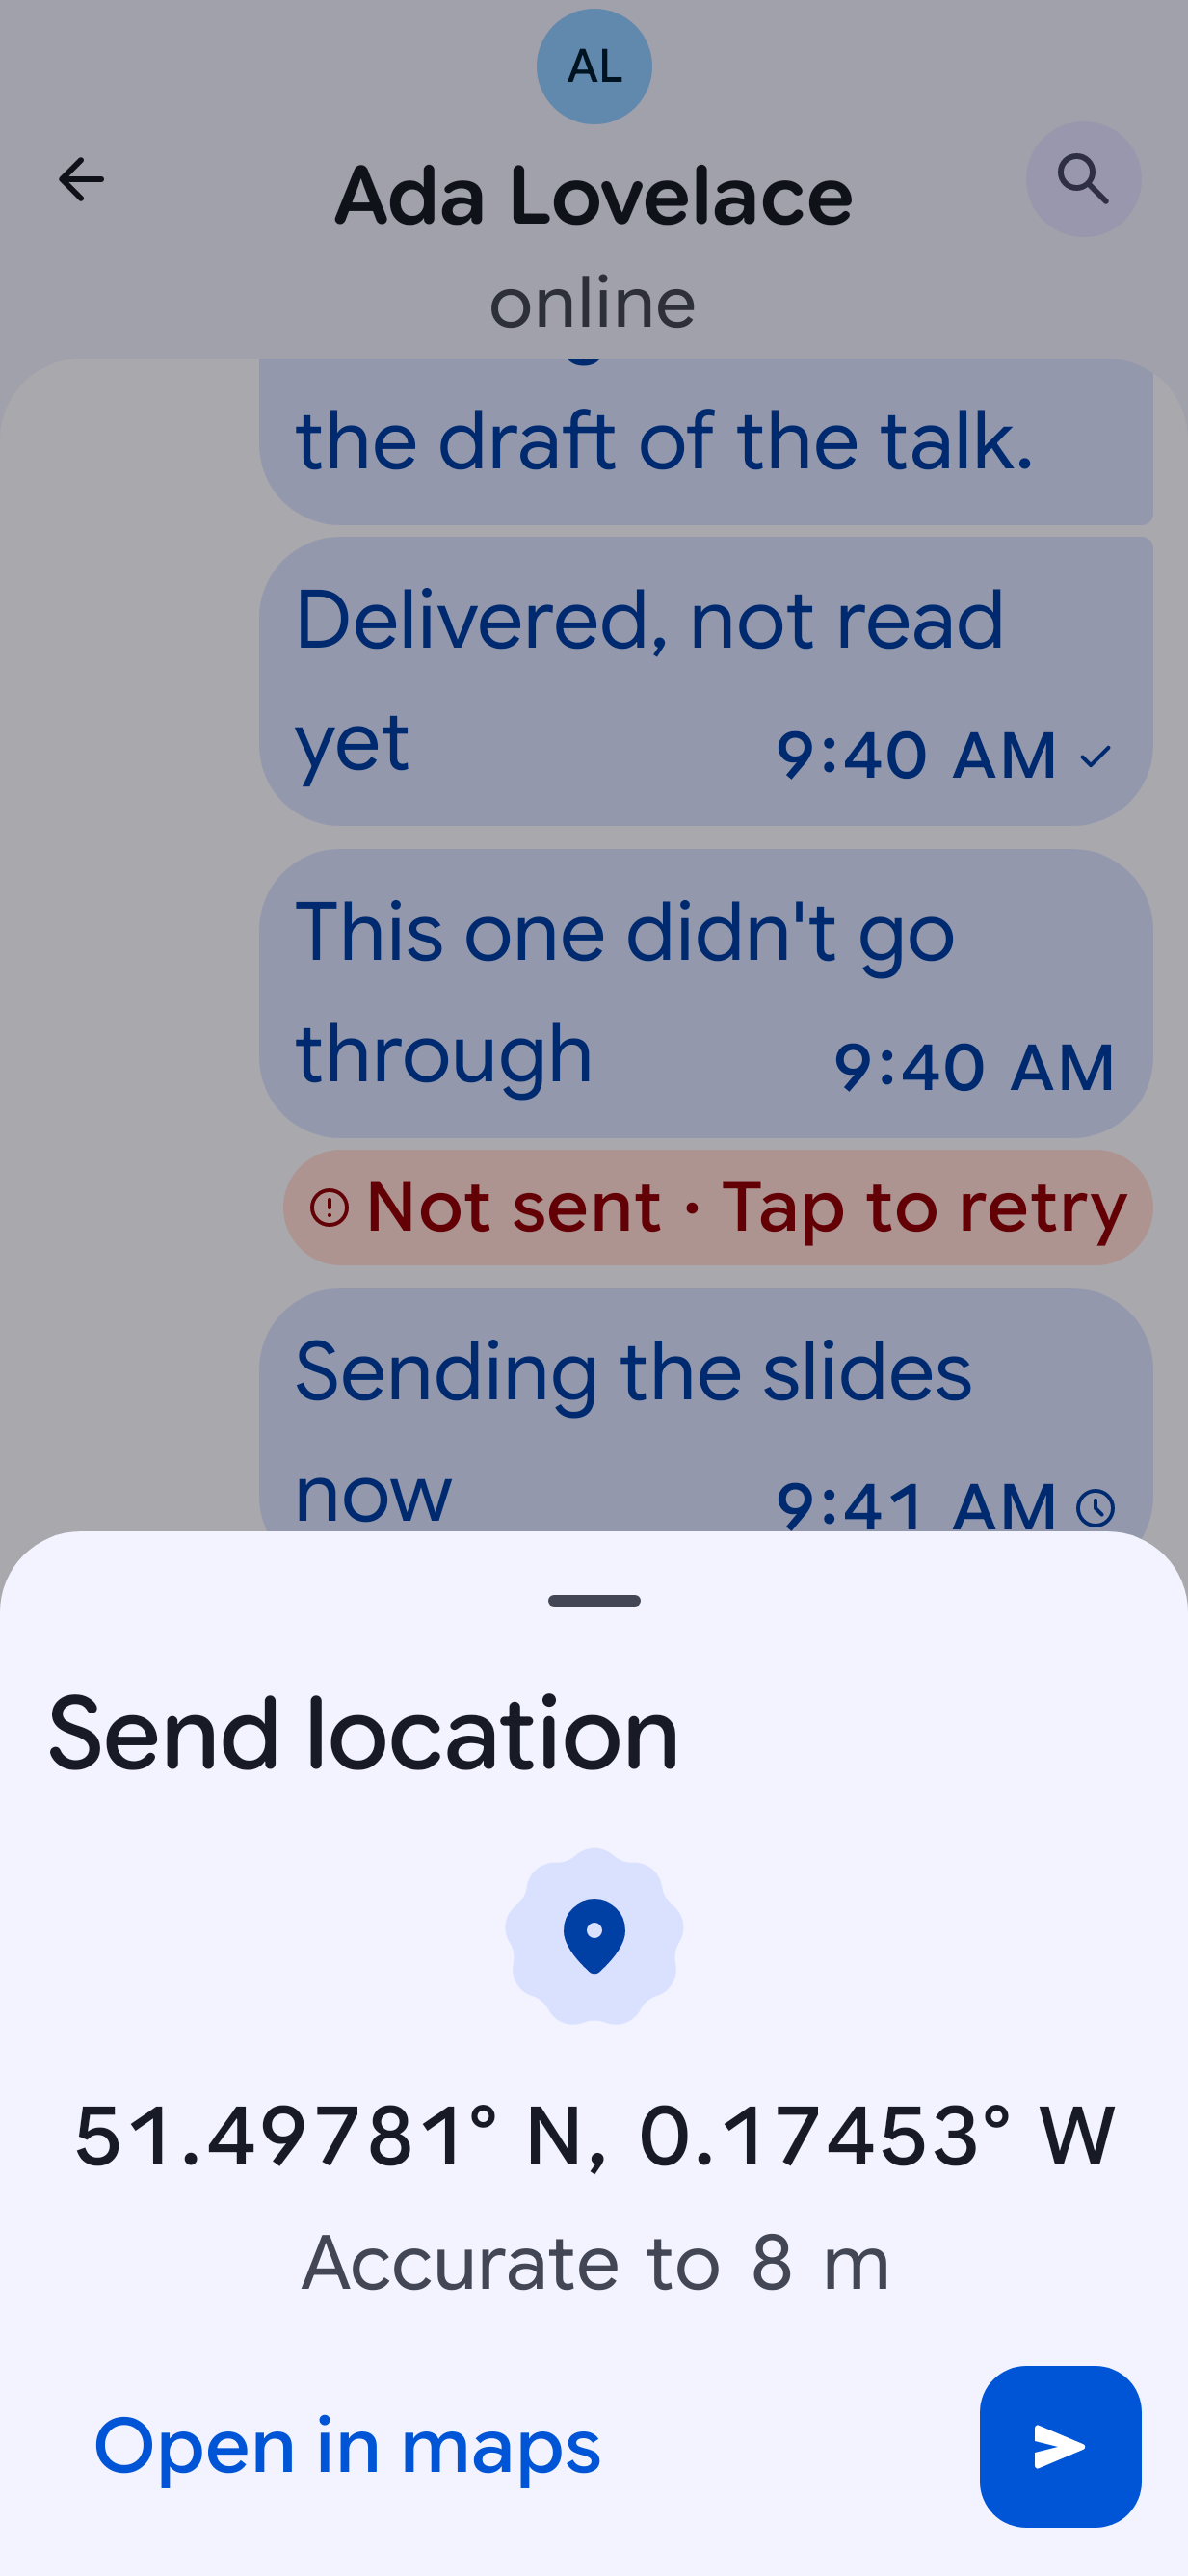 AL
Ada Lovelace
online
the draft of the talk.
Delivered, not read
yet 9:40 AM
This one didn't go
through 9:40 AM
Not sent · Tap to retry
Sending the slides
now 9:41 AM
Send location
51.49781° N, 0.17453° W
Accurate to 8 m
Open in maps